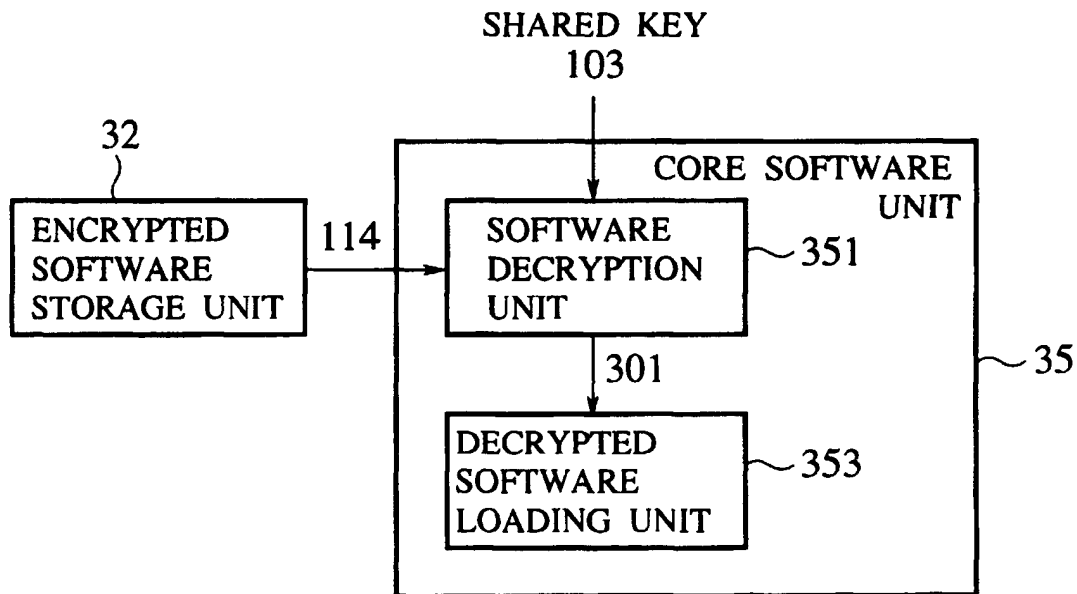 SHARED KEY
103
32
CORE SOFTWARE
UNIT
ENCRYPTED
SOFTWARE
STORAGE UNIT
114
SOFTWARE
DECRYPTION
UNIT
351
301
35
DECRYPTED
SOFTWARE
LOADING UNIT
353